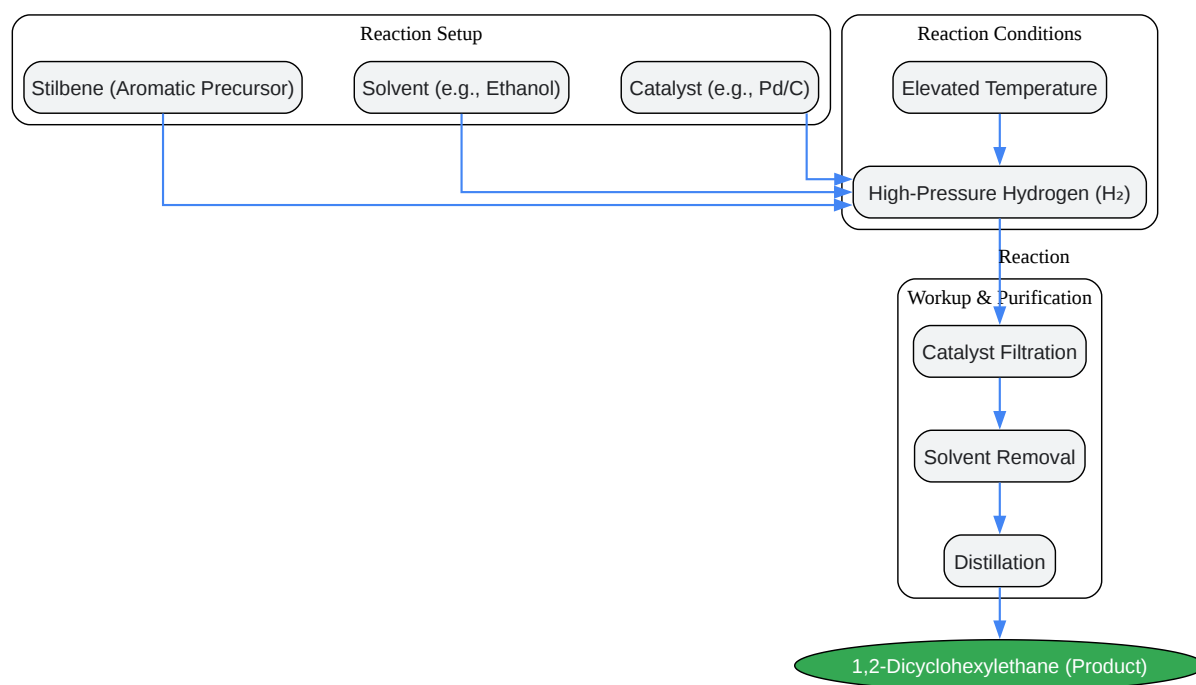 Reaction Setup
Reaction Conditions
Stilbene (Aromatic Precursor)
Solvent (e.g., Ethanol)
Catalyst (e.g., Pd/C)
Elevated Temperature
High-Pressure Hydrogen (H₂)
Reaction
Workup & Purification
Catalyst Filtration
Solvent Removal
Distillation
1,2-Dicyclohexylethane (Product)